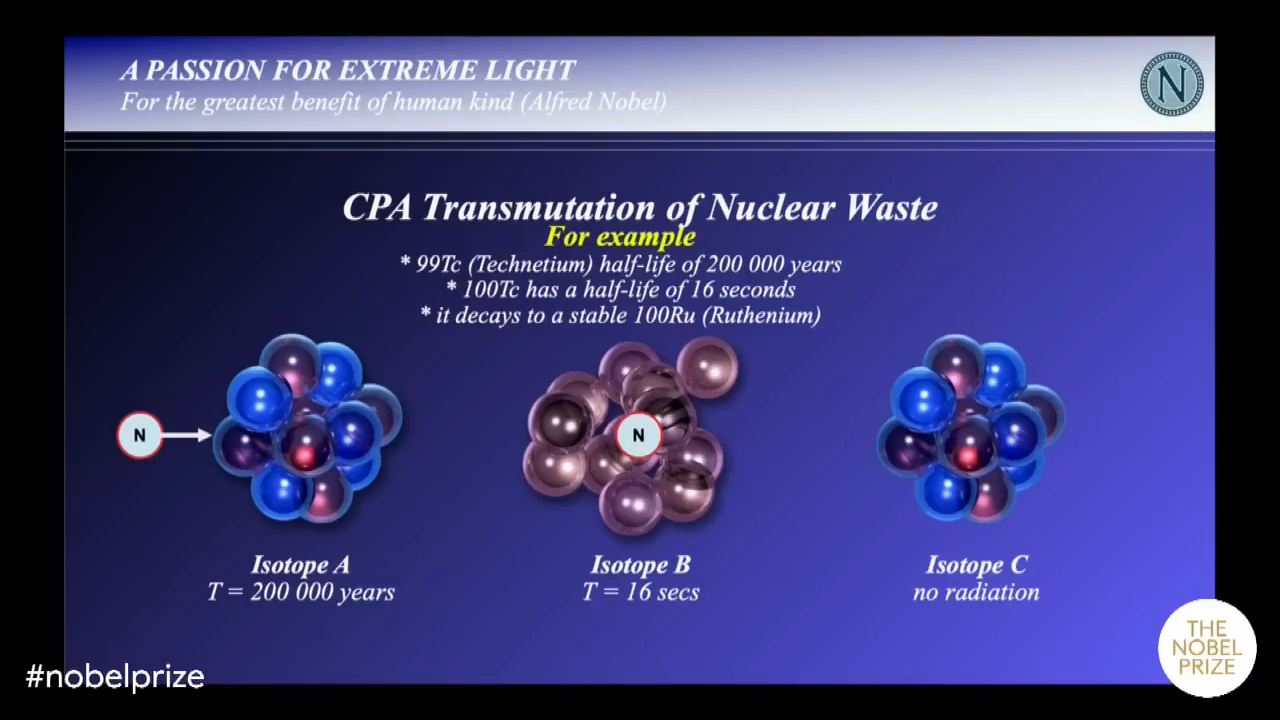 A PASSION FOR EXTREME LIGHT
For the greatest benefit of human kind (Alfred Nobel)
N
CPA Transmutation of Nuclear Waste
For example
* 99Tc (Technetium) half-life of 200 000 years
* 100Tc has a half-life of 16 seconds
* it decays to a stable 100Ru (Ruthenium)
N
N
Isotope A
T = 200 000 years
Isotope B
T = 16 secs
Isotope C
no radiation
THE
NOBEL
PRIZE
#nobelprize